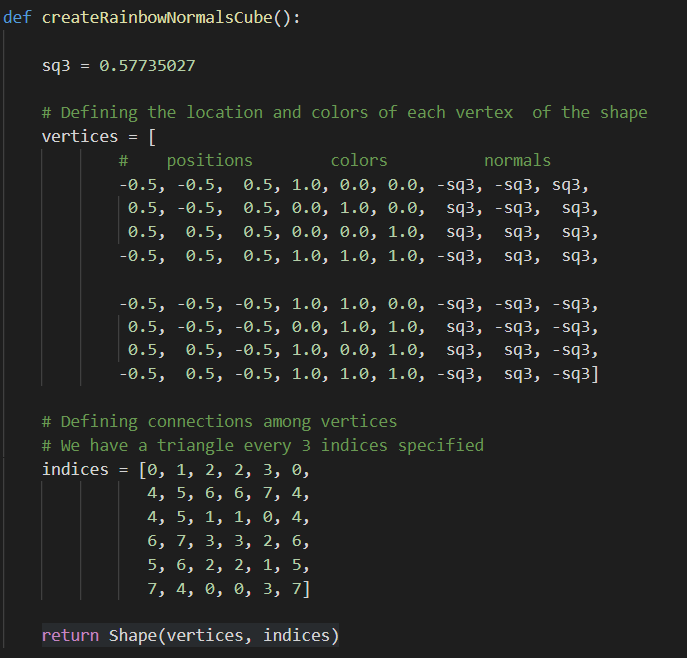 def createRainbowNormalsCube():
sq3 = 0.57735027
# Defining the location and colors of each vertex  of the shape
vertices = [
#    positions        colors          normals
-0.5, -0.5,  0.5, 1.0, 0.0, 0.0, -sq3, -sq3, sq3,
0.5, -0.5,  0.5, 0.0, 1.0, 0.0,  sq3, -sq3,  sq3,
0.5,  0.5,  0.5, 0.0, 0.0, 1.0,  sq3,  sq3,  sq3,
-0.5,  0.5,  0.5, 1.0, 1.0, 1.0, -sq3,  sq3,  sq3,
-0.5, -0.5, -0.5, 1.0, 1.0, 0.0, -sq3, -sq3, -sq3,
0.5, -0.5, -0.5, 0.0, 1.0, 1.0,  sq3, -sq3, -sq3,
0.5,  0.5, -0.5, 1.0, 0.0, 1.0,  sq3,  sq3, -sq3,
-0.5,  0.5, -0.5, 1.0, 1.0, 1.0, -sq3,  sq3, -sq3]
# Defining connections among vertices
# We have a triangle every 3 indices specified
indices = [0, 1, 2, 2, 3, 0,
4, 5, 6, 6, 7, 4,
4, 5, 1, 1, 0, 4,
6, 7, 3, 3, 2, 6,
5, 6, 2, 2, 1, 5,
7, 4, 0, 0, 3, 7]
return Shape(vertices, indices)